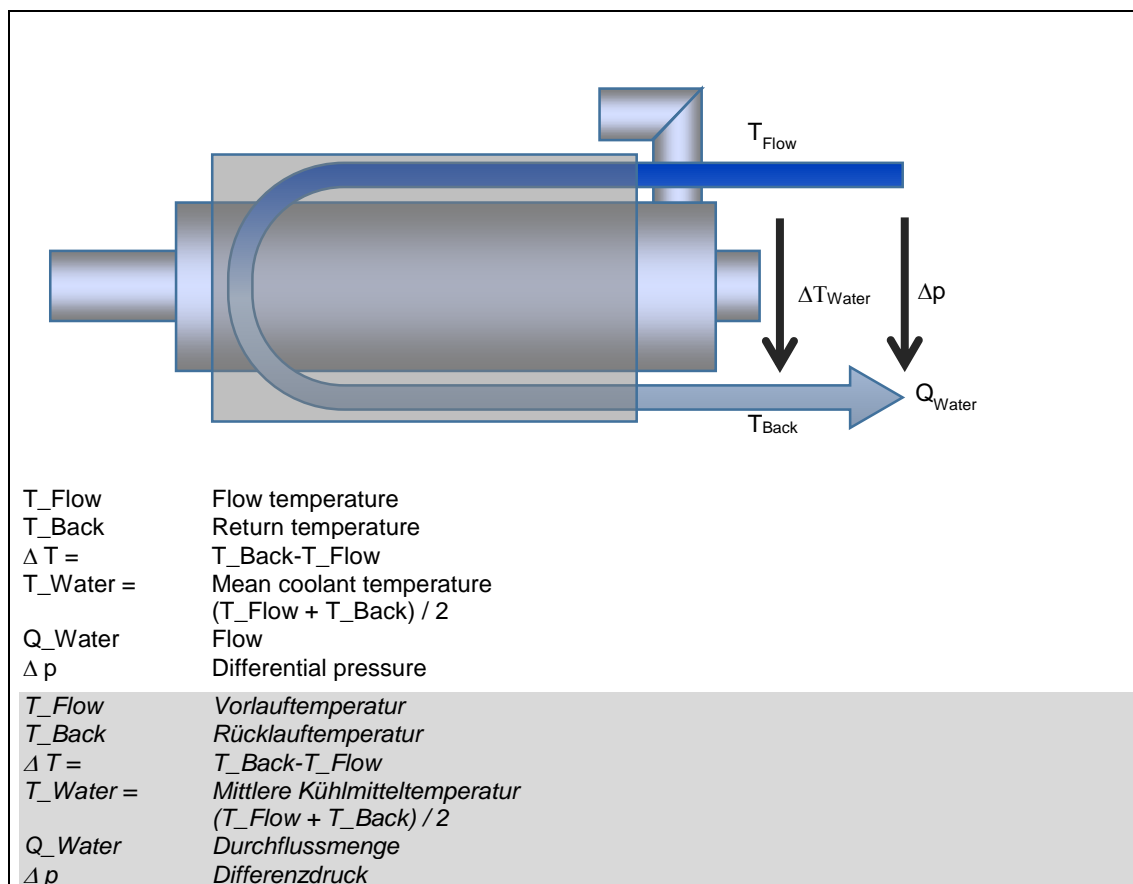 T_Flow
ΔT_Water
Δp
Q_Water
T_Back
T_Flow Flow temperature
T_Back Return temperature
Δ T = T_Back-T_Flow
T_Water = Mean coolant temperature
(T_Flow + T_Back) / 2
Q_Water Flow
Δ p Differential pressure
T_Flow Vorlauftemperatur
T_Back Rücklauftemperatur
Δ T = T_Back-T_Flow
T_Water = Mittlere Kühlmitteltemperatur
(T_Flow + T_Back) / 2
Q_Water Durchflussmenge
Δ p Differenzdruck